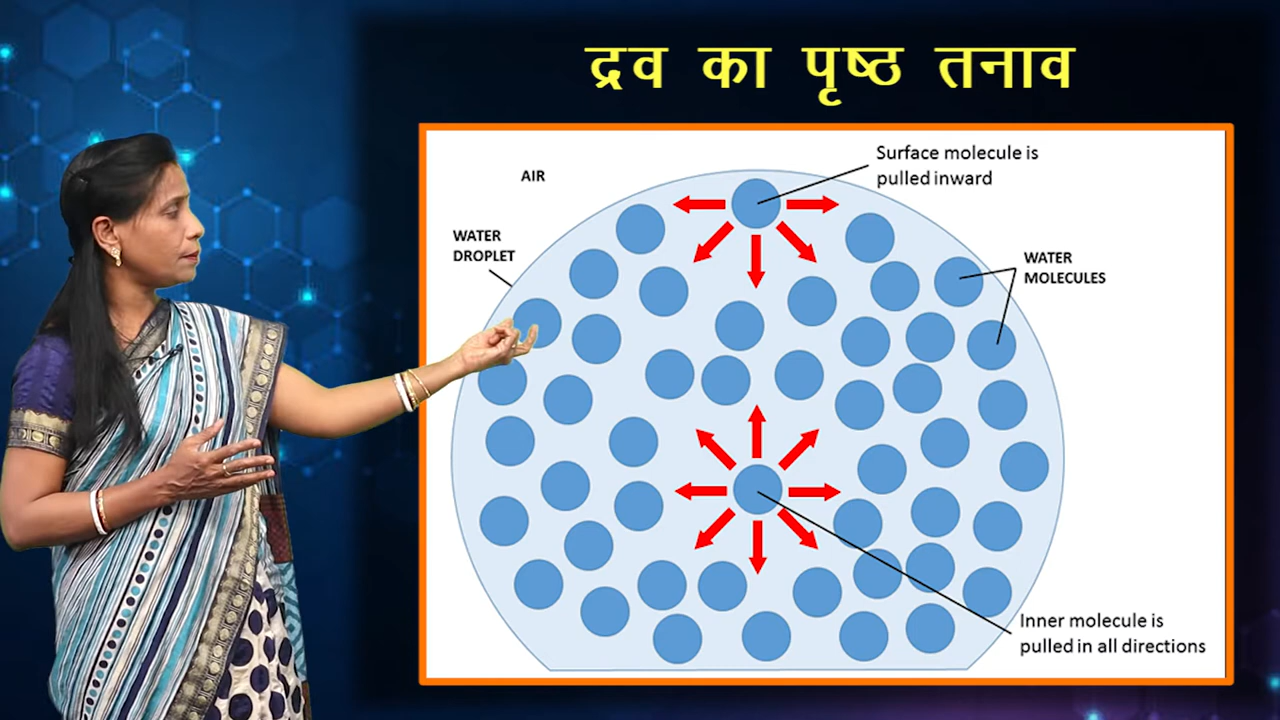 द्रव का पृष्ठ तनाव
Surface molecule is
pulled inward
AIR
WATER
DROPLET
WATER
MOLECULES
Inner molecule is
pulled in all directions